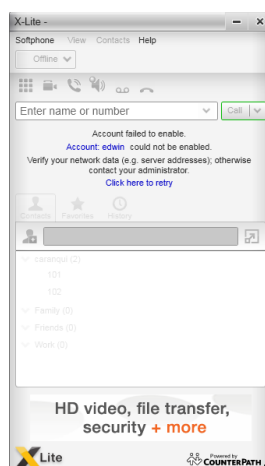 X-Lite -
Softphone View Contacts Help
Offline
Enter name or number
Call
Account failed to enable.
Account: edwin could not be enabled.
Verify your network data (e.g. server addresses); otherwise
contact your administrator.
Click here to retry
Contacts Favorites History
caranqui (2)
101
102
Family (0)
Friends (0)
Work (0)
HD video, file transfer,
security + more
X Lite
Powered by
COUNTERPATH